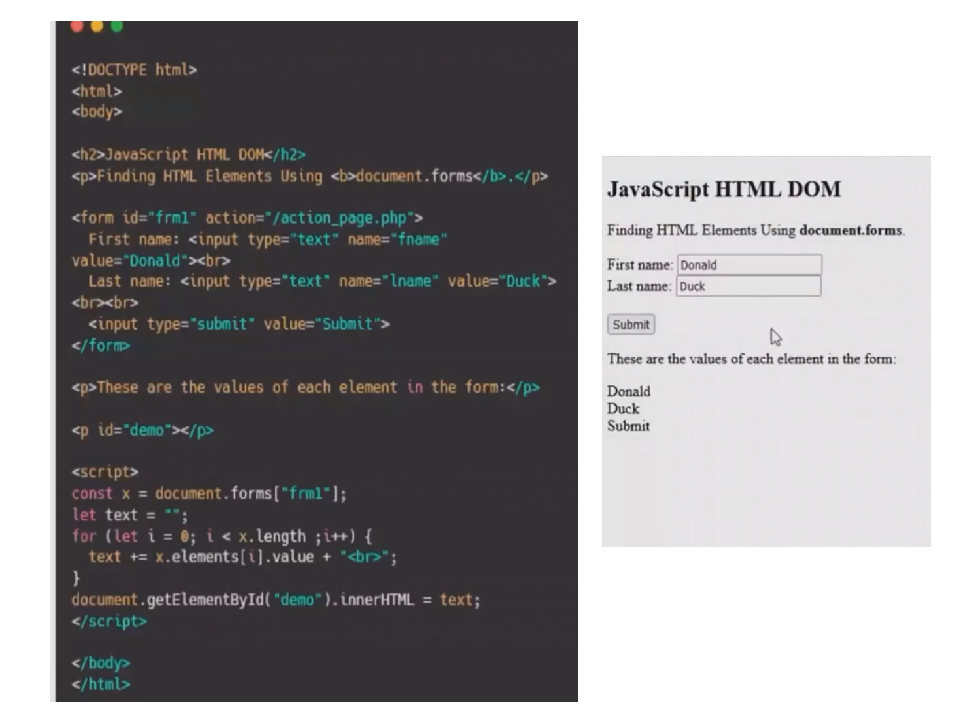 <!DOCTYPE html>
<html>
<body>
<h2>JavaScript HTML DOM</h2>
<p>Finding HTML Elements Using <b>document.forms</b>.</p>
<form id="frm1" action="/action_page.php">
First name: <input type="text" name="fname"
value="Donald"><br>
Last name: <input type="text" name="lname" value="Duck">
<br><br>
<input type="submit" value="Submit">
</form>
<p>These are the values of each element in the form:</p>
<p id="demo"></p>
<script>
const x = document.forms["frm1"];
let text = "";
for (let i = 0; i < x.length ;i++) {
text += x.elements[i].value + "<br>";
}
document.getElementById("demo").innerHTML = text;
</script>
</body>
</html>
JavaScript HTML DOM
Finding HTML Elements Using document.forms.
First name: Donald
Last name: Duck
Submit
These are the values of each element in the form:
Donald
Duck
Submit